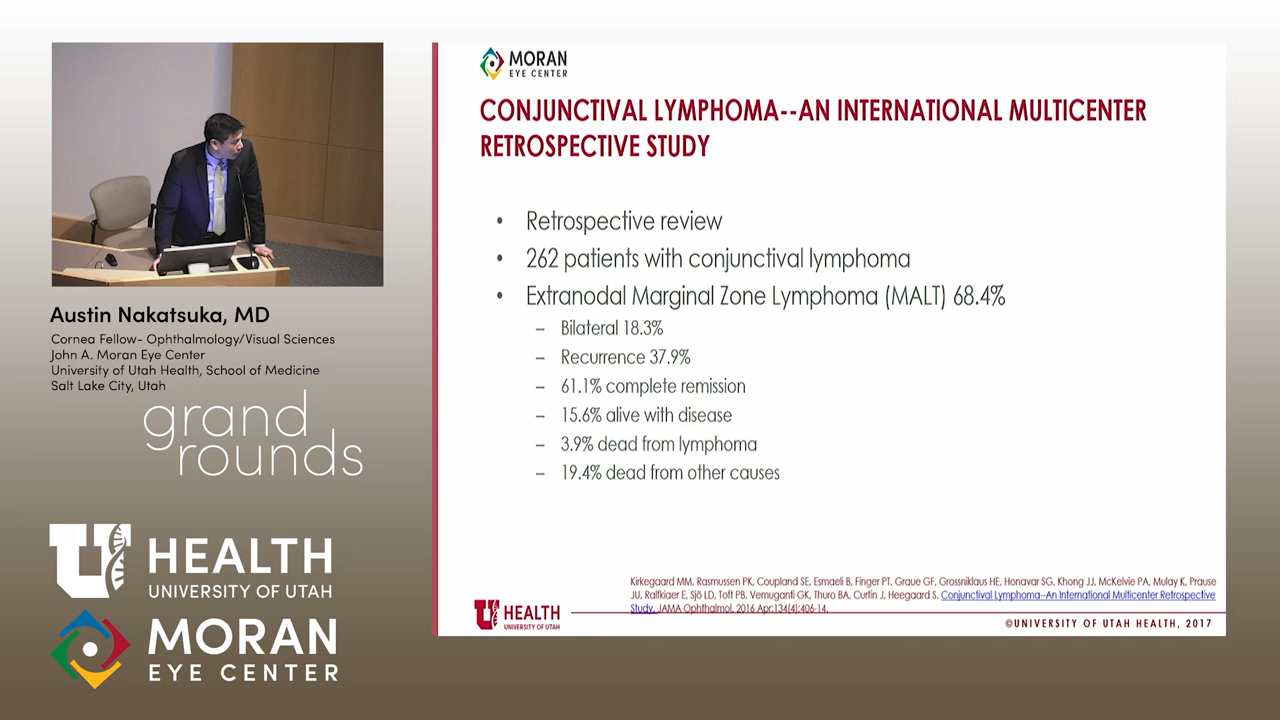 MORAN
EYE CENTER
CONJUNCTIVAL LYMPHOMA--AN INTERNATIONAL MULTICENTER
RETROSPECTIVE STUDY
• Retrospective review
• 262 patients with conjunctival lymphoma
• Extranodal Marginal Zone Lymphoma (MALT) 68.4%
– Bilateral 18.3%
– Recurrence 37.9%
– 61.1% complete remission
– 15.6% alive with disease
– 3.9% dead from lymphoma
– 19.4% dead from other causes
Kirkegaard MM, Rasmussen PK, Coupland SE, Esmaeli B, Finger PT, Graue GF, Grossniklaus HE, Honavar SG, Khong JJ, McKelvie PA, Mulay K, Prause
JU, Ralfkiaer E, Sjö LD, Toft PB, Vemuganti GK, Thuro BA, Curtin J, Heegaard S. Conjunctival Lymphoma--An International Multicenter Retrospective
Study. JAMA Ophthalmol. 2016 Apr;134(4):406-14.
U HEALTH
UNIVERSITY OF UTAH
©UNIVERSITY OF UTAH HEALTH, 2017
Austin Nakatsuka, MD
Cornea Fellow- Ophthalmology/Visual Sciences
John A. Moran Eye Center
University of Utah Health, School of Medicine
Salt Lake City, Utah
grand
rounds
U HEALTH
UNIVERSITY OF UTAH
MORAN
EYE CENTER